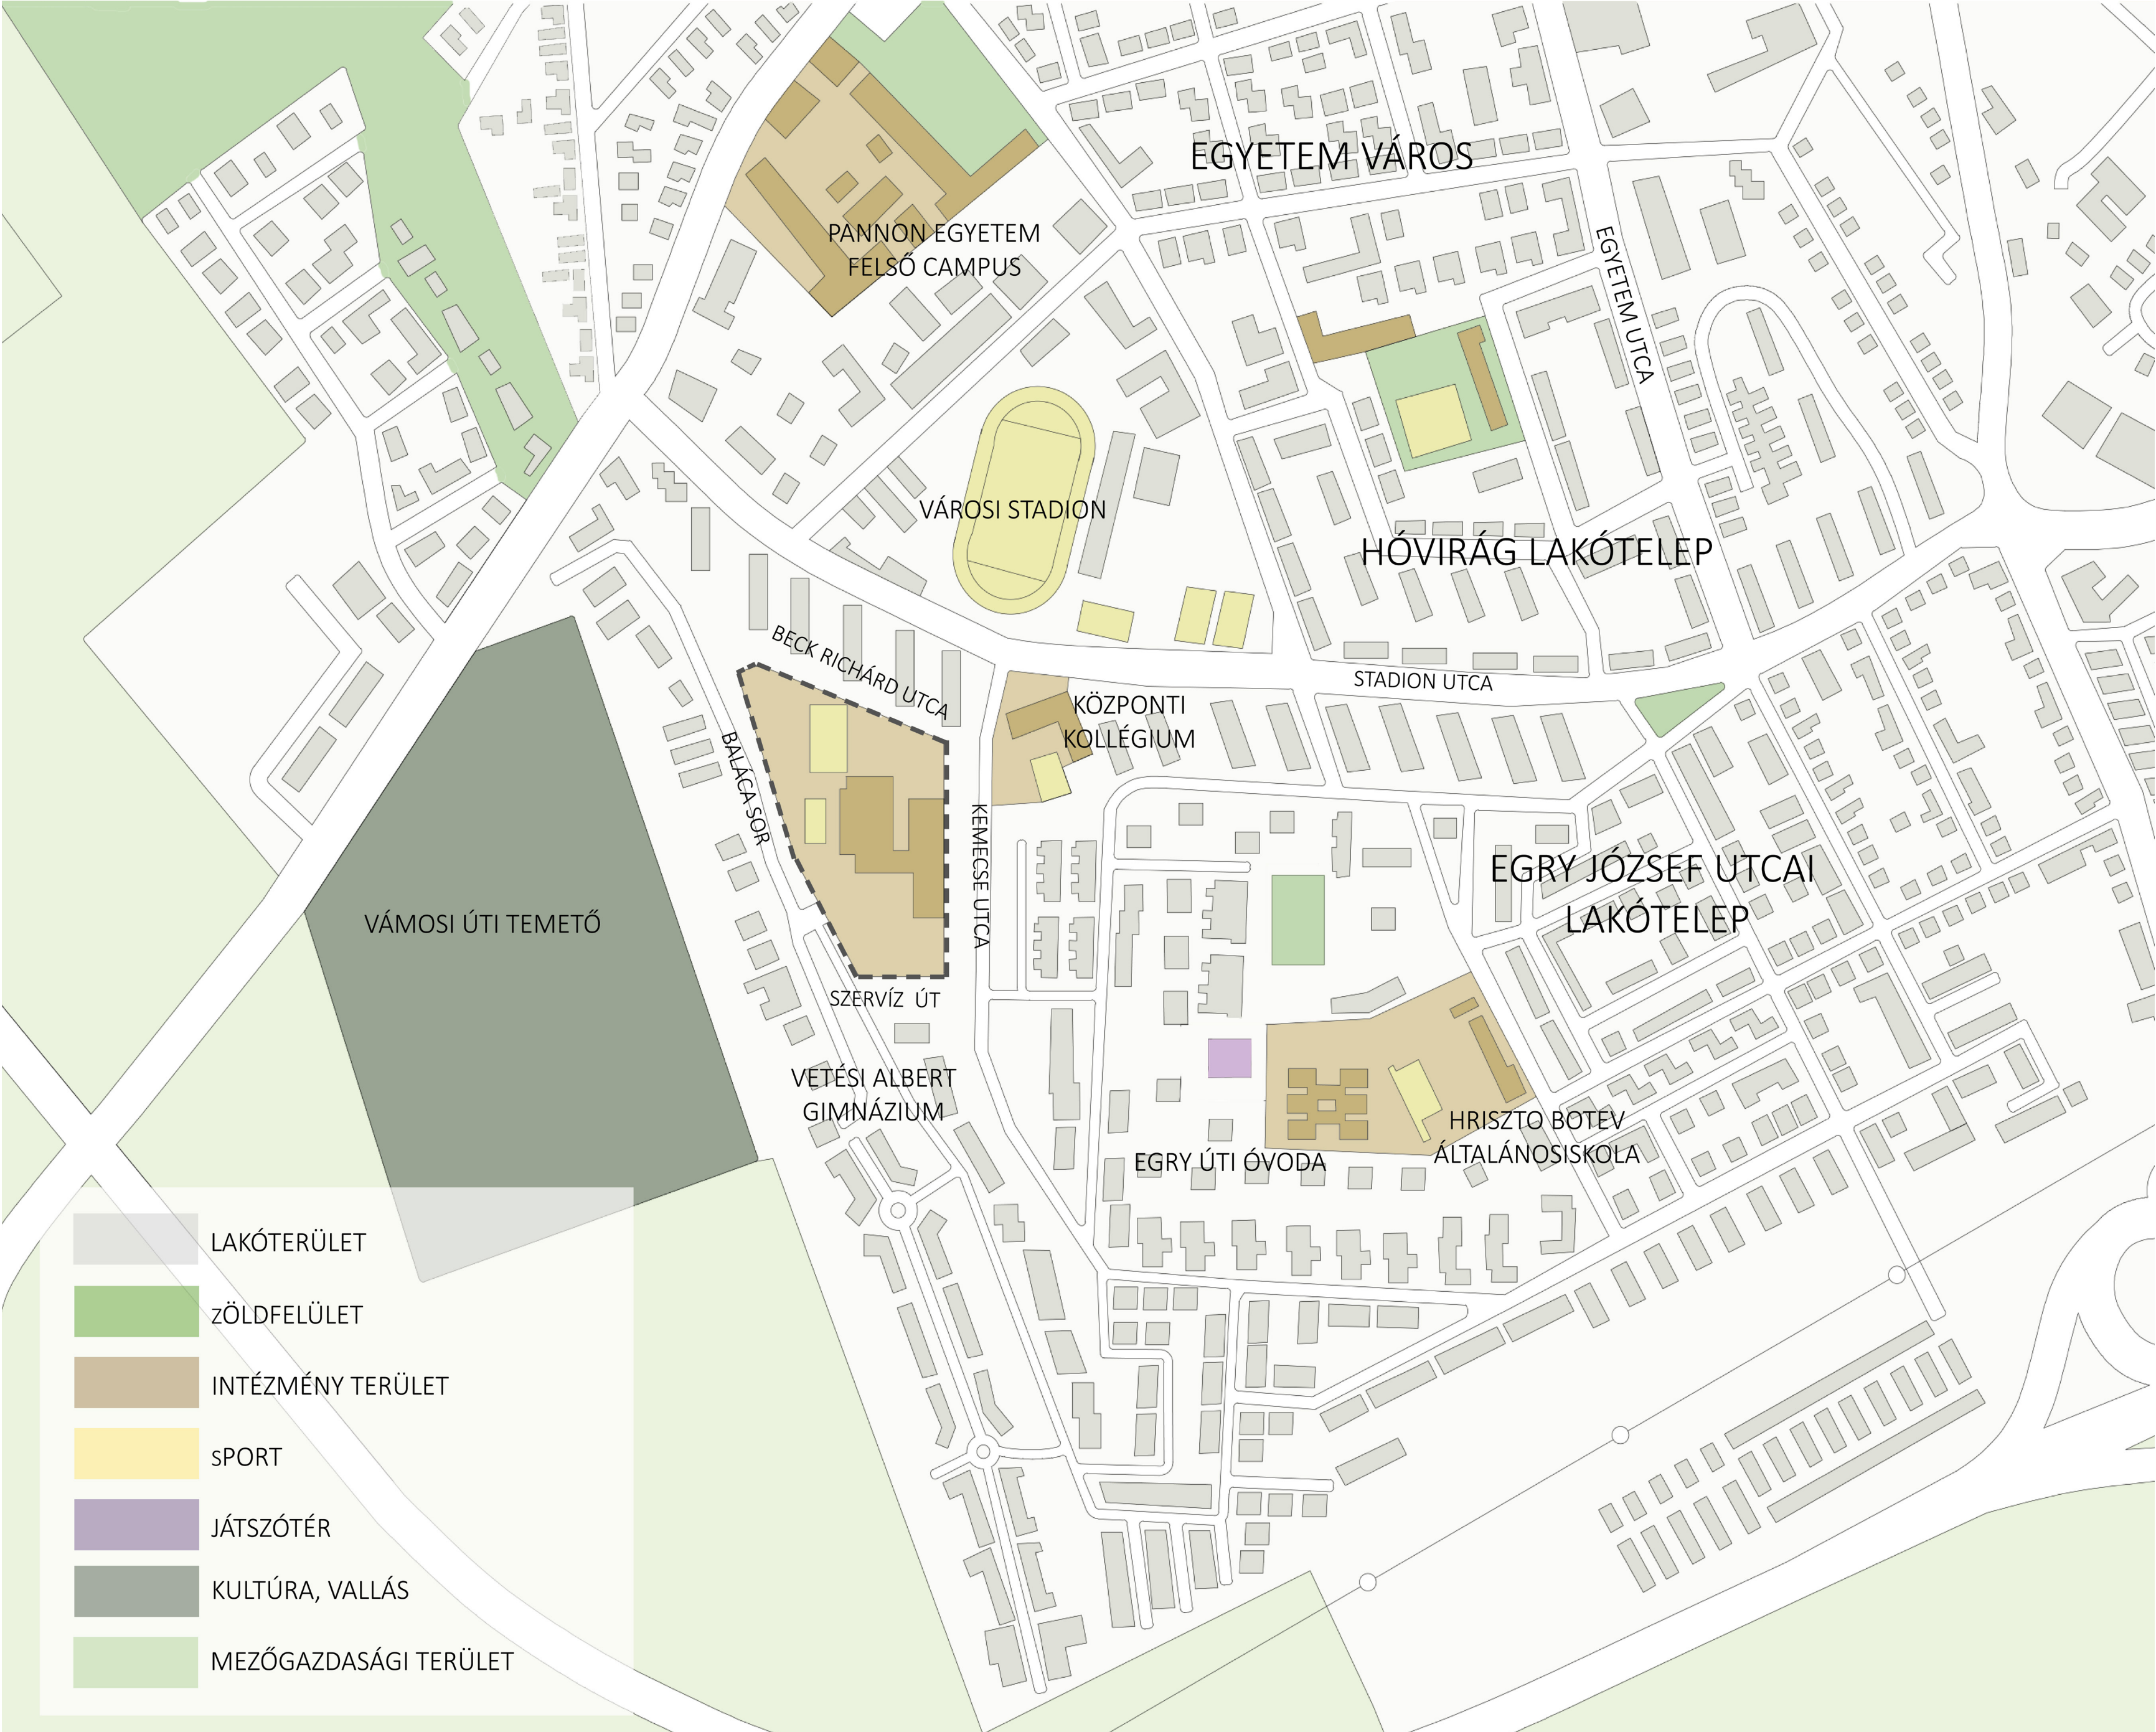 EGYETEM VÁROS
PANNON EGYETEM
FELSŐ CAMPUS
EGYETEM UTCA
VÁROSI STADION
HÓVIRÁG LAKÓTELEP
BECK RICHÁRD UTCA
STADION UTCA
KÖZPONTI
KOLLÉGIUM
BALÁCA SOR
KEMECSE UTCA
EGRY JÓZSEF UTCAI
LAKÓTELEP
VÁMOSI ÚTI TEMETŐ
SZERVÍZ ÚT
VETÉSI ALBERT
GIMNÁZIUM
HRISZTO BOTEV
ÁLTALÁNOSISKOLA
EGRY ÚTI ÓVODA
LAKÓTERÜLET
ZÖLDFELÜLET
INTÉZMÉNY TERÜLET
SPORT
JÁTSZÓTÉR
KULTÚRA, VALLÁS
MEZŐGAZDASÁGI TERÜLET